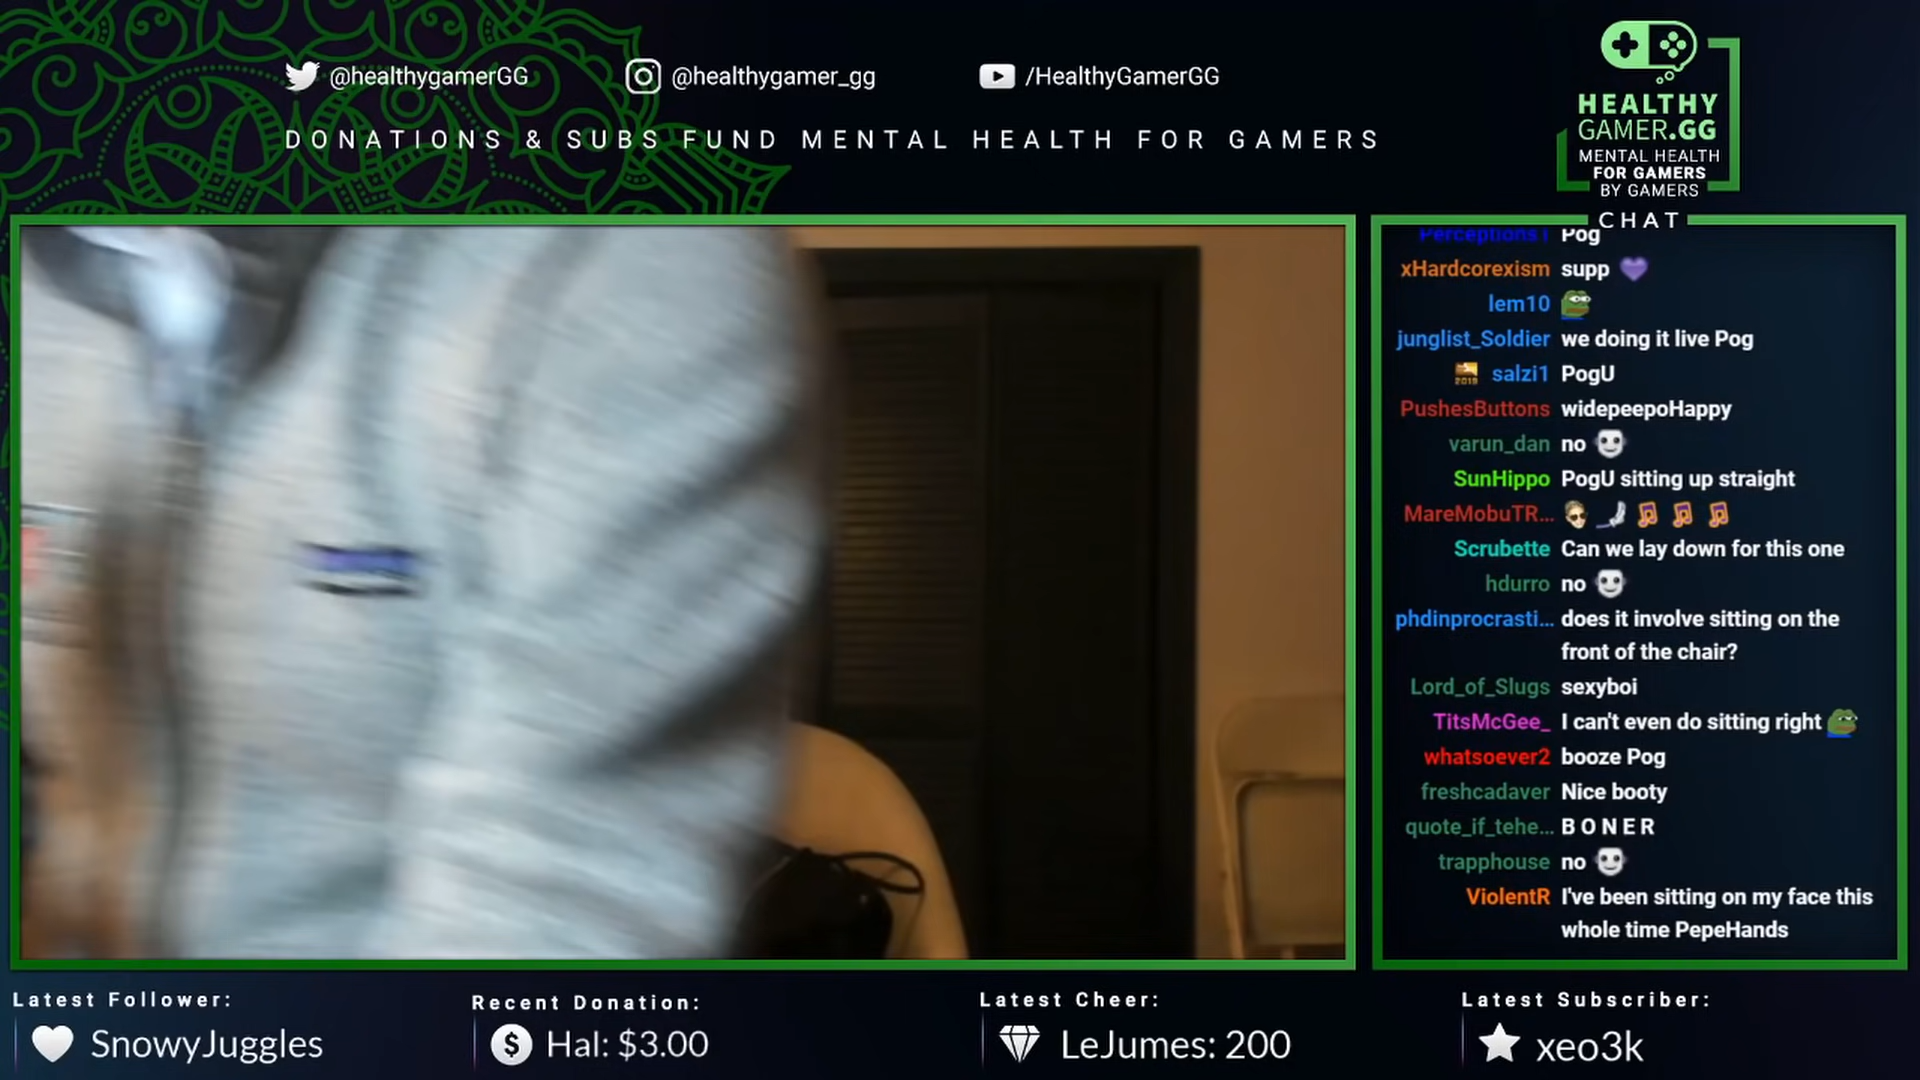 @healthygamerGG
@healthygamer_gg
/HealthyGamerGG
DONATIONS & SUBS FUND MENTAL HEALTH FOR GAMERS
HEALTHY
GAMER.GG
MENTAL HEALTH
FOR GAMERS
BY GAMERS
CHAT
Perceptions1 Pog
xHardcorexism supp
lem10
junglist_Soldier we doing it live Pog
2019 salzi1 PogU
PushesButtons widepeepoHappy
varun_dan no
SunHippo PogU sitting up straight
MareMobuTR...
Scrubette Can we lay down for this one
hdurro no
phdinprocrasti... does it involve sitting on the
front of the chair?
Lord_of_Slugs sexyboi
TitsMcGee_ I can't even do sitting right
whatsoever2 booze Pog
freshcadaver Nice booty
quote_if_tehe... B O N E R
trapphouse no
ViolentR I've been sitting on my face this
whole time PepeHands
Latest Follower:
SnowyJuggles
Recent Donation:
$ Hal: $3.00
Latest Cheer:
LeJumes: 200
Latest Subscriber:
xeo3k